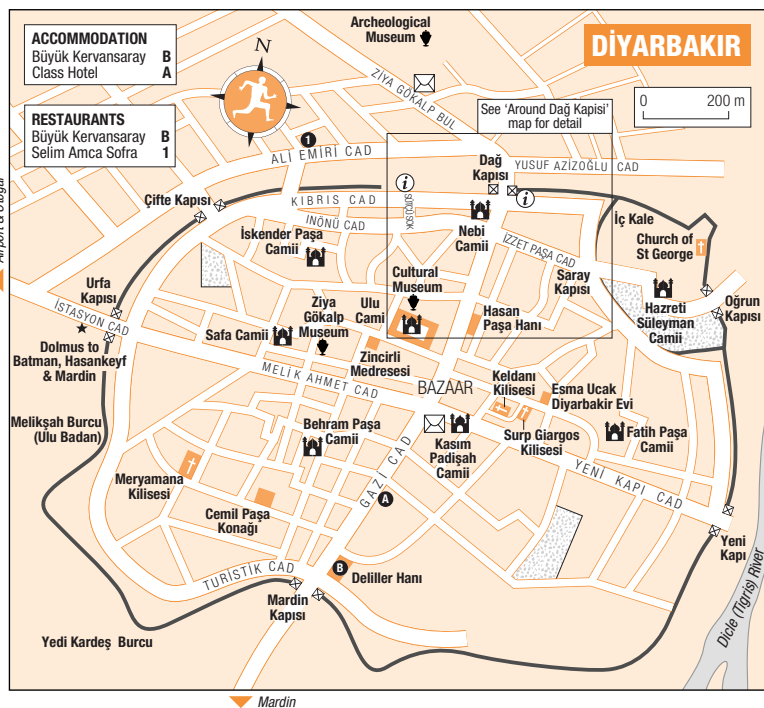 ACCOMMODATION
Büyük Kervansaray B
Class Hotel A
RESTAURANTS
Büyük Kervansaray B
Selim Amca Sofra 1
N
Archeological
Museum
DİYARBAKIR
0 200 m
See ‘Around Dağ Kapisi’
map for detail
ZIYA GÖKALP BUL
1
ALI EMIRI CAD
YUSUF AZIZOĞLU CAD
Dağ
Kapısı
i
i
Çifte Kapısı
KIBRIS CAD
SÜTÇÜ SOK
INÖNÜ CAD
Nebi
Camii
İç Kale
Church of
St George
İskender Paşa
Camii
IZZET PAŞA CAD
Saray
Kapısı
Airport & Otogar
Urfa
Kapısı
Cultural
Museum
Ziya
Gökalp
Museum
Ulu
Cami
Hasan
Paşa Hanı
Hazreti
Süleyman
Camii
Oğrun
Kapısı
İSTASYON CAD
Safa Camii
Dolmus to
Batman, Hasankeyf
& Mardin
Zincirli
Medresesi
MELIK AHMET CAD
BAZAAR
Keldanı
Kilisesi
Esma Ucak
Diyarbakir Evi
Melikşah Burcu
(Ulu Badan)
Behram Paşa
Camii
Kasım
Padişah
Camii
Surp Giargos
Kilisesi
Fatih Paşa
Camii
Meryamana
Kilisesi
GAZI CAD
YENI KAPI CAD
A
Cemil Paşa
Konağı
Yeni
Kapı
B
Deliller Hanı
TURISTIK CAD
Mardin
Kapısı
Dicle (Tigris) River
Yedi Kardeş Burcu
Mardin